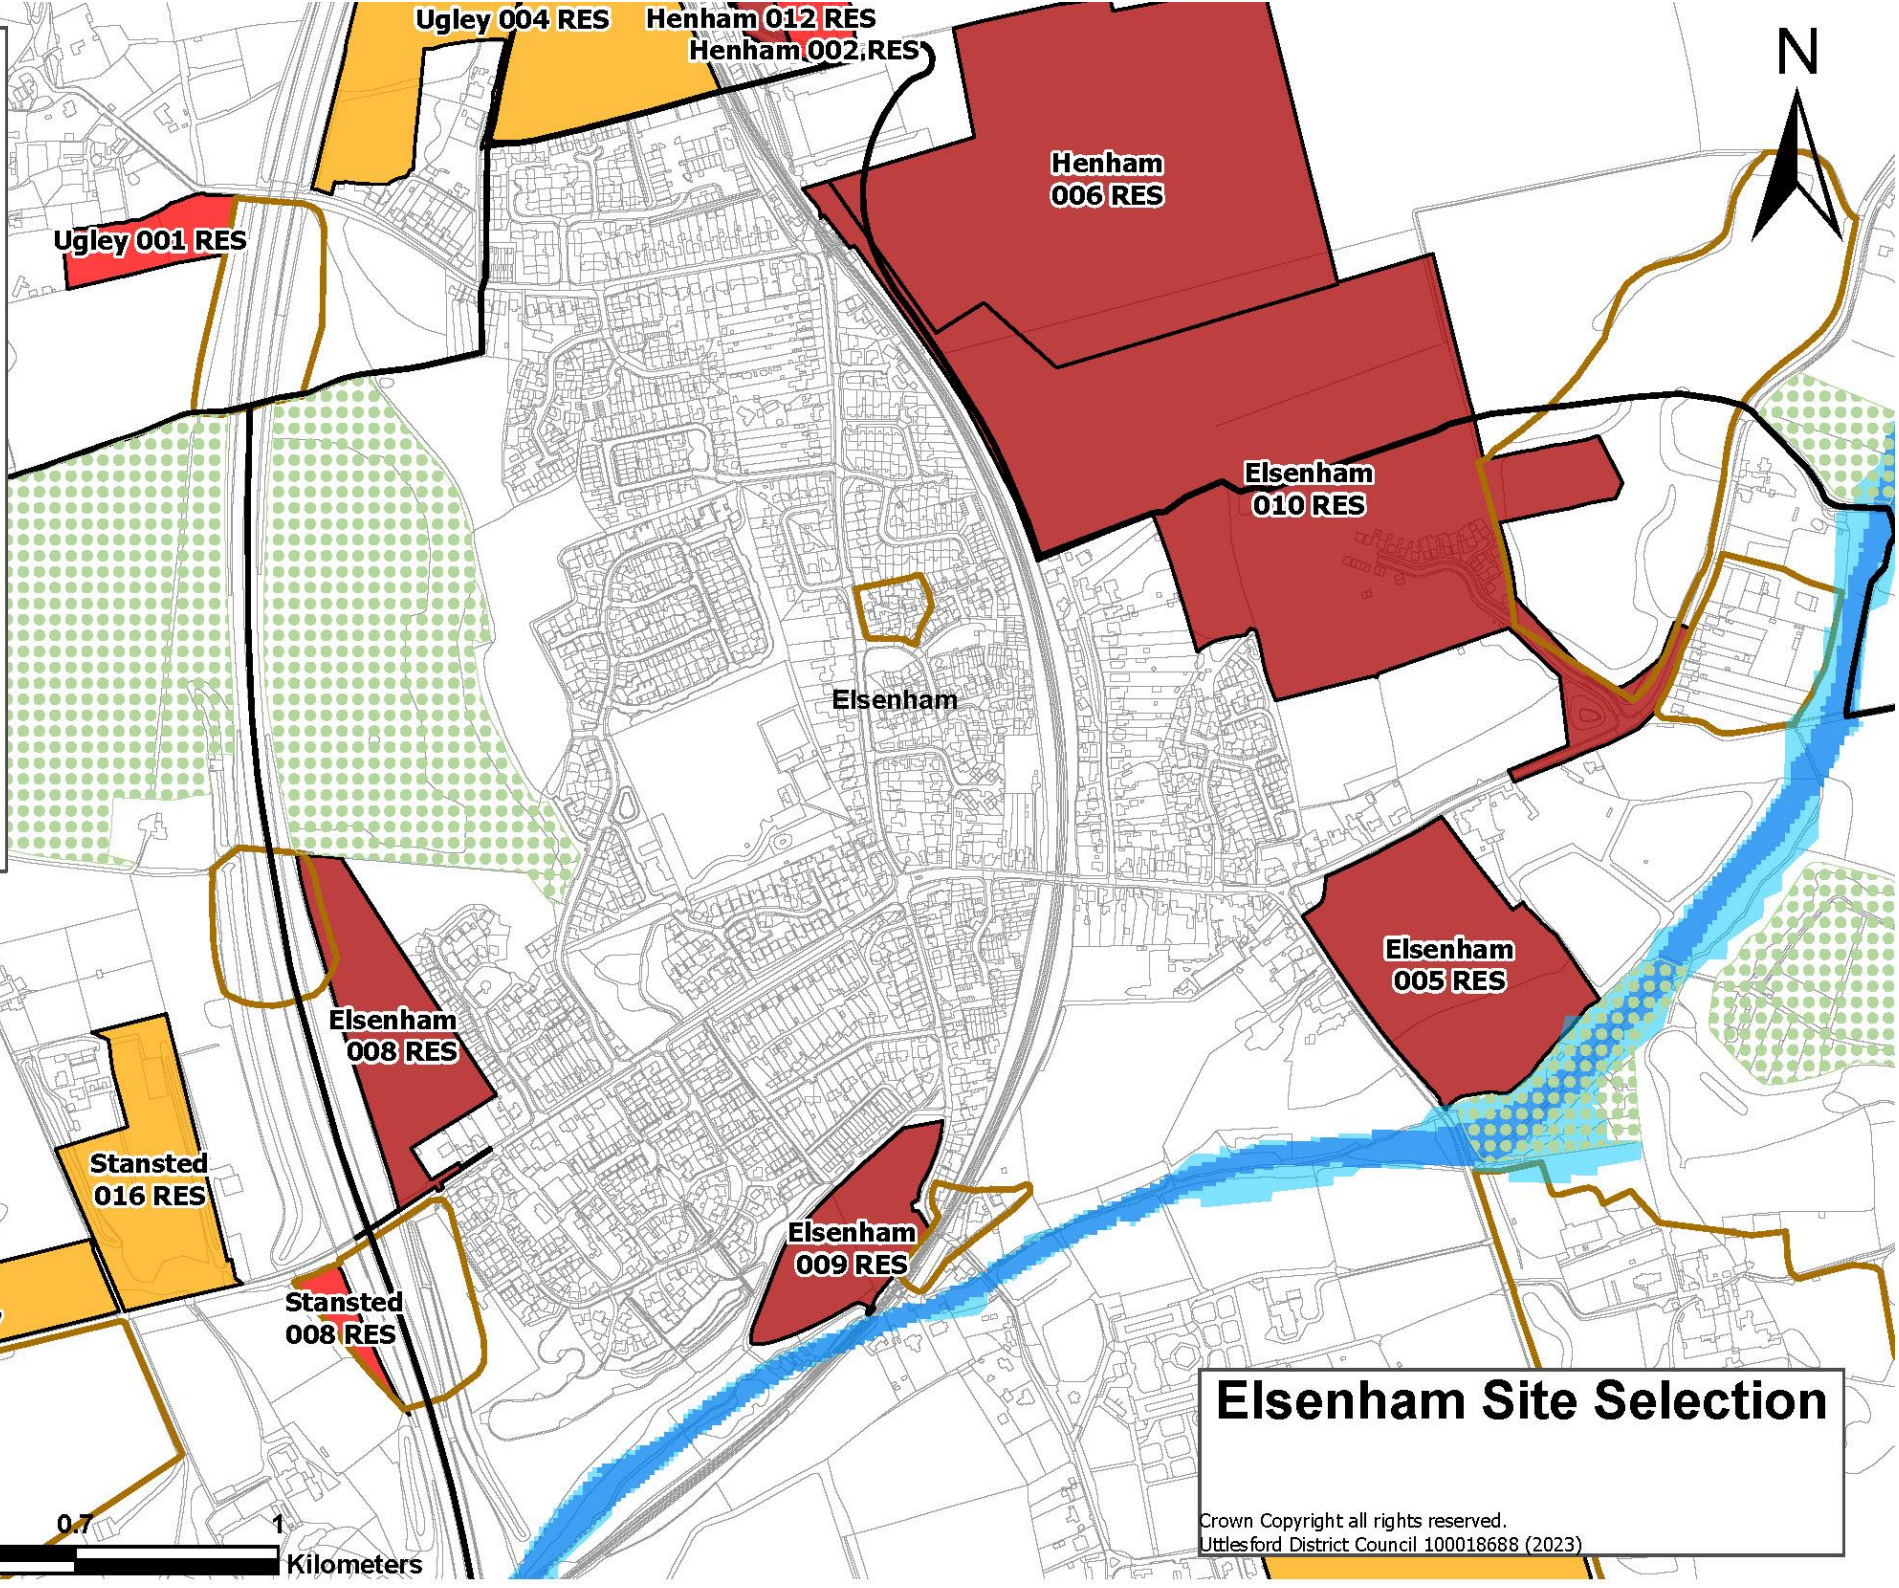 Ugley 004 RES
Henham 012 RES
Henham 002 RES
N
Henham
006 RES
Ugley 001 RES
Elsenham
010 RES
Elsenham
Elsenham
005 RES
Elsenham
008 RES
Stansted
016 RES
Elsenham
009 RES
Stansted
008 RES
Elsenham Site Selection
Crown Copyright all rights reserved.
Uttlesford District Council 100018688 (2023)
0.7 1
Kilometers